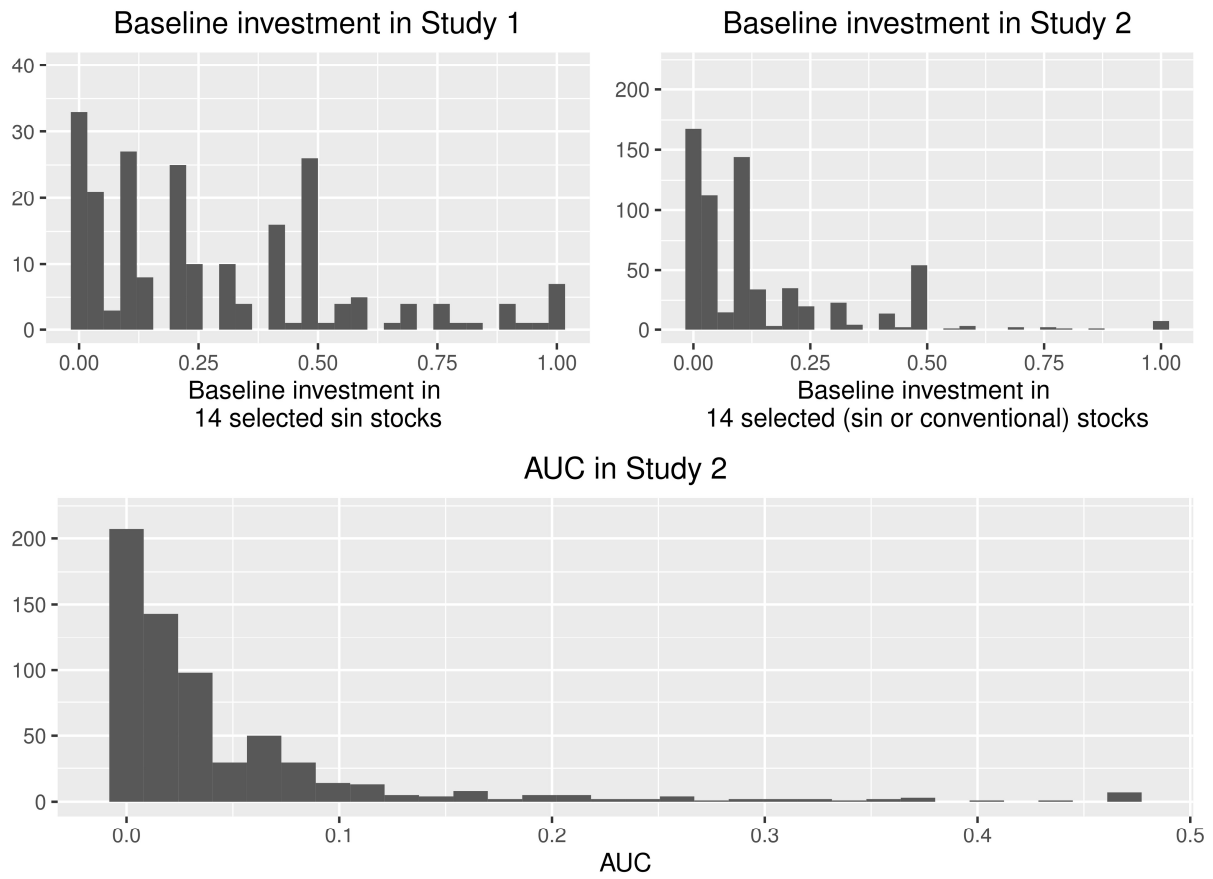 Baseline investment in Study 1
40
30
20
10
0
0.00 0.25 0.50 0.75 1.00
Baseline investment in
14 selected sin stocks
Baseline investment in Study 2
200
150
100
50
0
0.00 0.25 0.50 0.75 1.00
Baseline investment in
14 selected (sin or conventional) stocks
AUC in Study 2
200
150
100
50
0
0.0 0.1 0.2 0.3 0.4 0.5
AUC